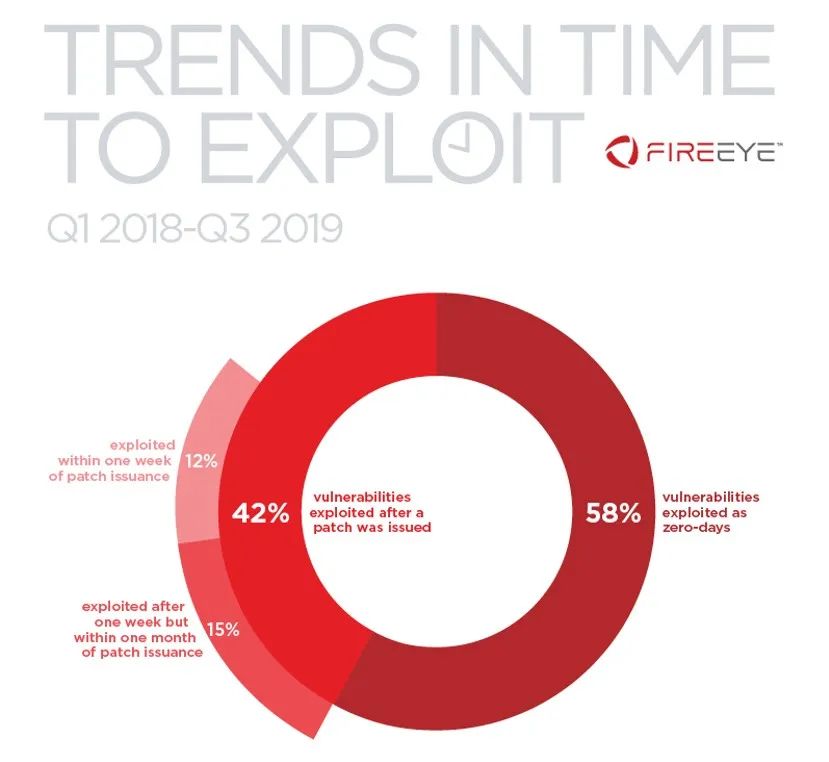 TRENDS IN TIME
TO EXPLOIT
FIREEYE™
Q1 2018-Q3 2019
exploited
within one week
of patch issuance
12%
42%
vulnerabilities
exploited after a
patch was issued
58%
vulnerabilities
exploited as
zero-days
exploited after
one week but
within one month
of patch issuance
15%